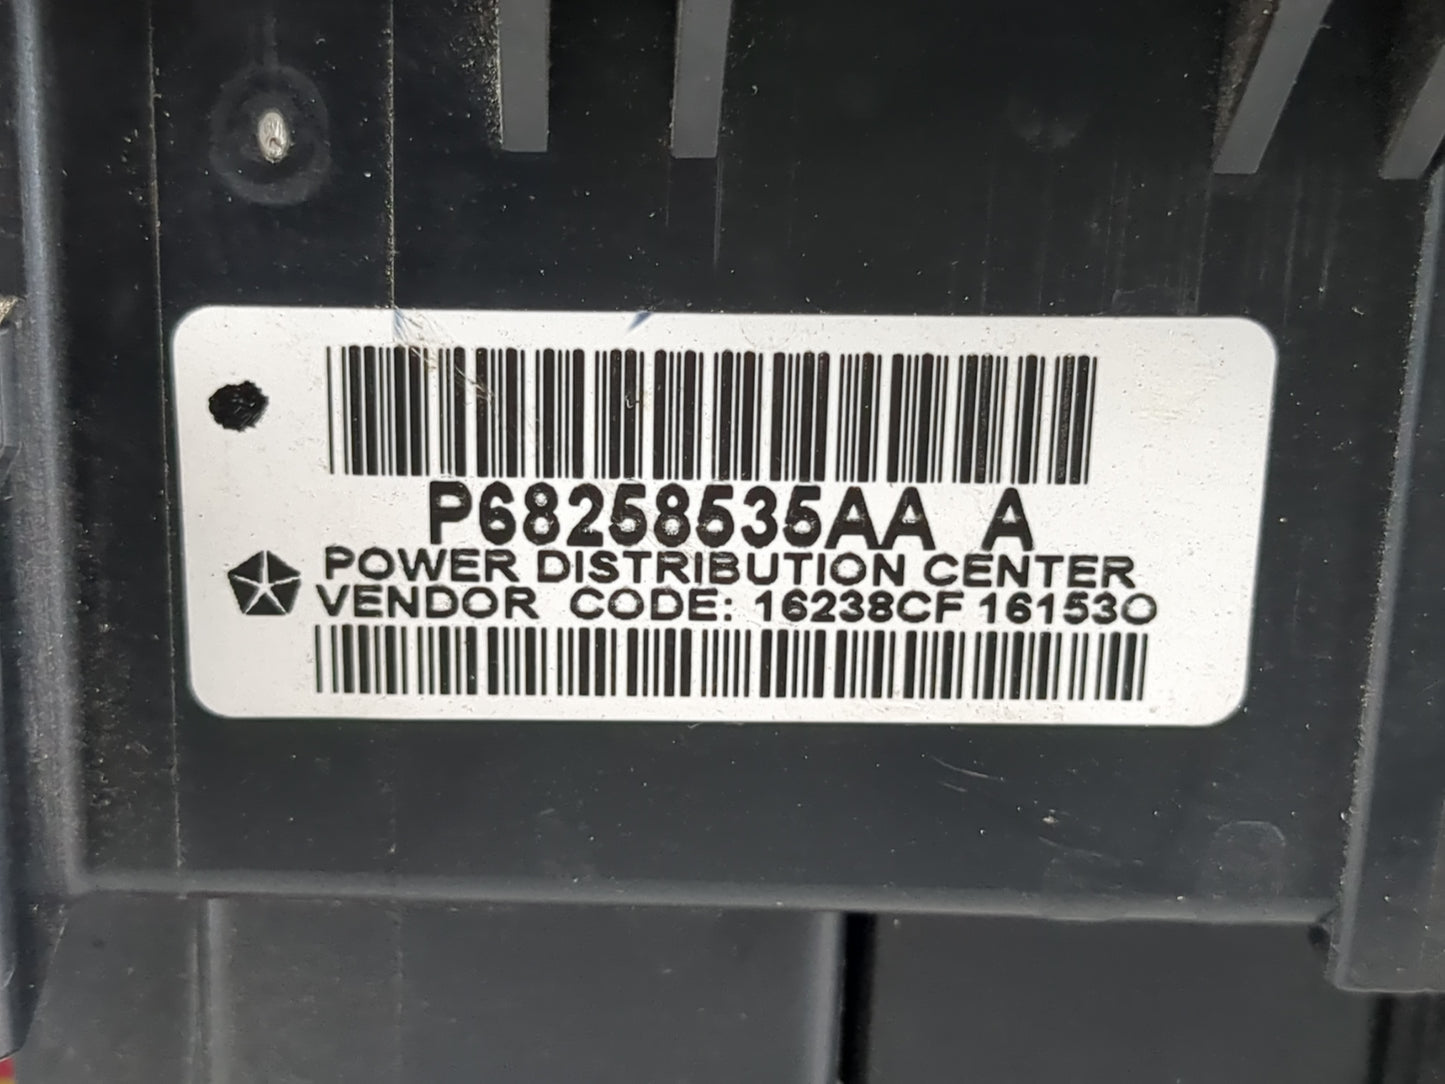 P68258535AA A
POWER DISTRIBUTION CENTER
VENDOR CODE: 16238CF 161530